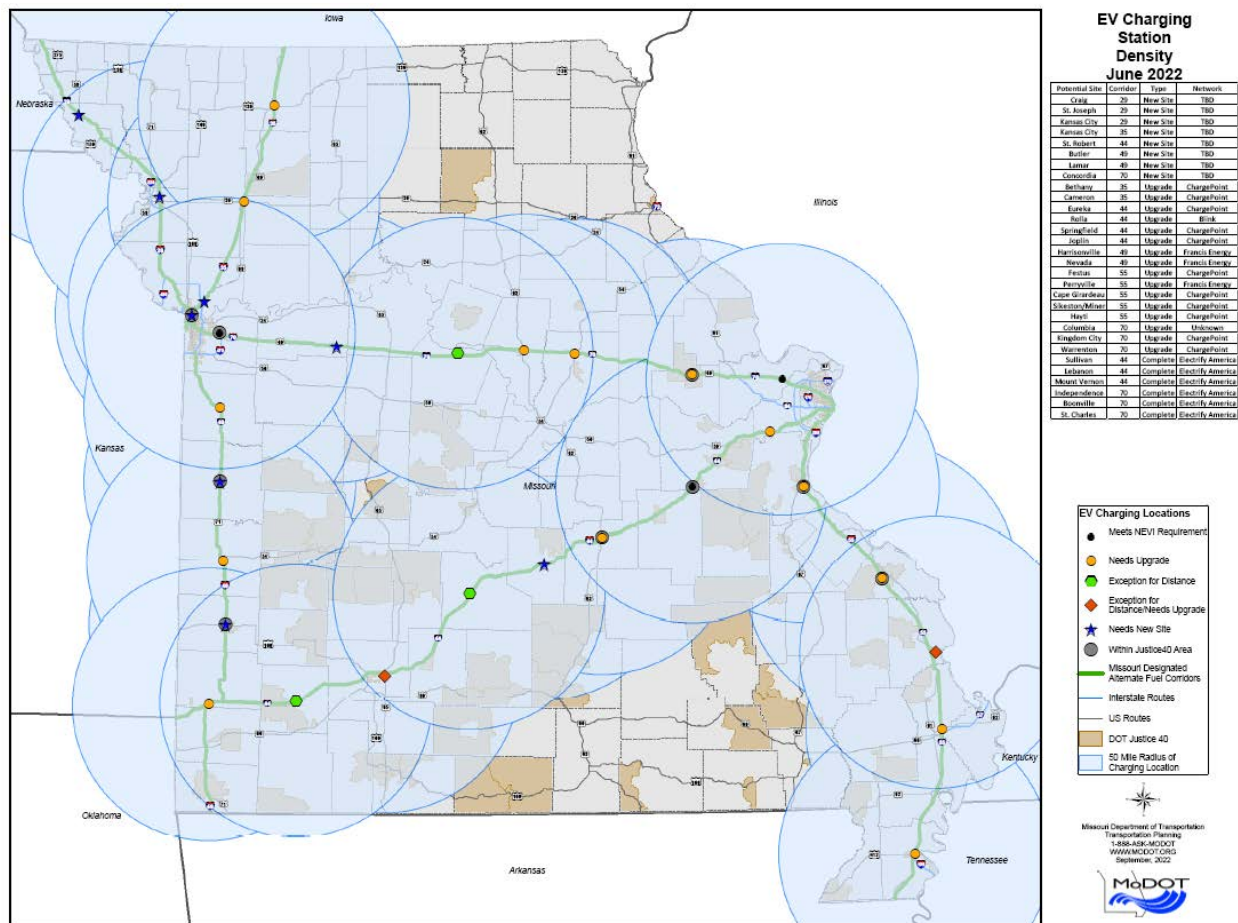 Iowa
Nebraska
Illinois
Kansas
Missouri
Oklahoma
Arkansas
Kentucky
Tennessee
EV Charging
Station
Density
June 2022
Potential Site Corridor Type Network
Craig 29 New Site TBD
St. Joseph 29 New Site TBD
Kansas City 29 New Site TBD
Kansas City 35 New Site TBD
St. Robert 44 New Site TBD
Butler 49 New Site TBD
Lamar 49 New Site TBD
Concordia 70 New Site TBD
Bethany 35 Upgrade ChargePoint
Cameron 35 Upgrade ChargePoint
Eureka 44 Upgrade ChargePoint
Rolla 44 Upgrade Blink
Springfield 44 Upgrade ChargePoint
Joplin 44 Upgrade ChargePoint
Harrisonville 49 Upgrade Francis Energy
Nevada 49 Upgrade Francis Energy
Festus 55 Upgrade ChargePoint
Perryville 55 Upgrade Francis Energy
Cape Girardeau 55 Upgrade ChargePoint
Sikeston/Miner 55 Upgrade ChargePoint
Hayti 55 Upgrade ChargePoint
Columbia 70 Upgrade Unknown
Kingdom City 70 Upgrade ChargePoint
Warrenton 70 Upgrade ChargePoint
Sullivan 44 Complete Electrify America
Lebanon 44 Complete Electrify America
Mount Vernon 44 Complete Electrify America
Independence 70 Complete Electrify America
Boonville 70 Complete Electrify America
St. Charles 70 Complete Electrify America
EV Charging Locations
Meets NEVI Requirement
Needs Upgrade
Exception for Distance
Exception for
Distance/Needs Upgrade
Needs New Site
Within Justice40 Area
Missouri Designated
Alternate Fuel Corridors
Interstate Routes
US Routes
DOT Justice 40
50 Mile Radius of
Charging Location
Missouri Department of Transportation
Transportation Planning
1-888-ASK-MODOT
WWW.MODOT.ORG
September, 2022
MoDOT